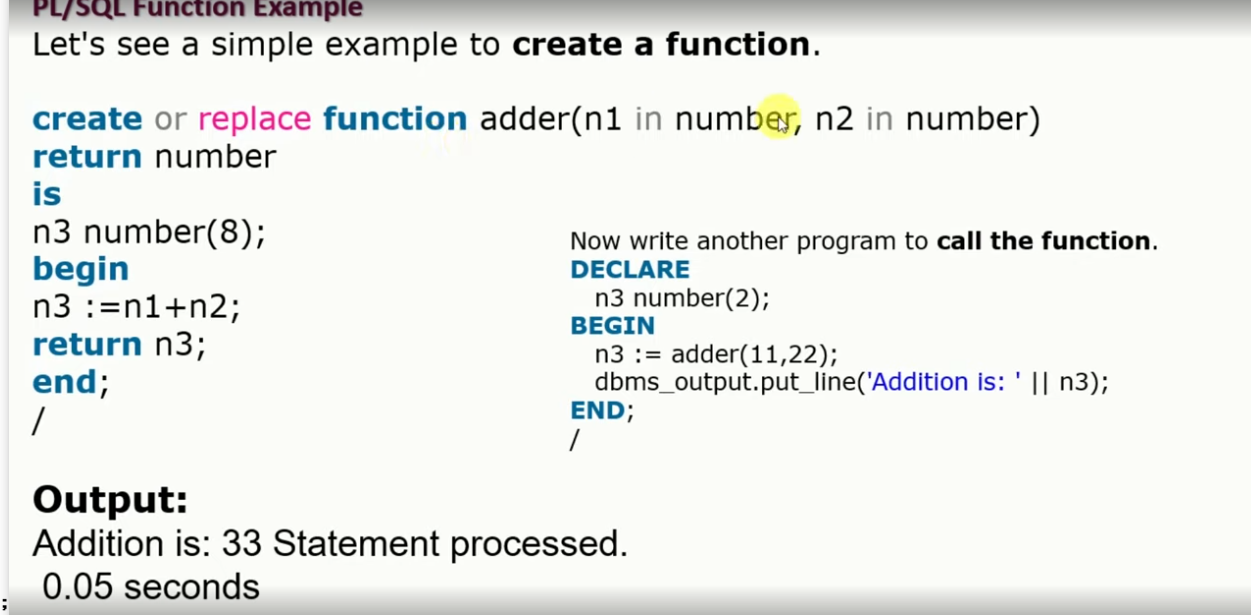 PL/SQL Function Example
Let's see a simple example to create a function.
create or replace function adder(n1 in number, n2 in number)
return number
is
n3 number(8);
begin
n3 :=n1+n2;
return n3;
end;
/
Now write another program to call the function.
DECLARE
n3 number(2);
BEGIN
n3 := adder(11,22);
dbms_output.put_line('Addition is: ' || n3);
END;
/
Output:
Addition is: 33 Statement processed.
0.05 seconds
;